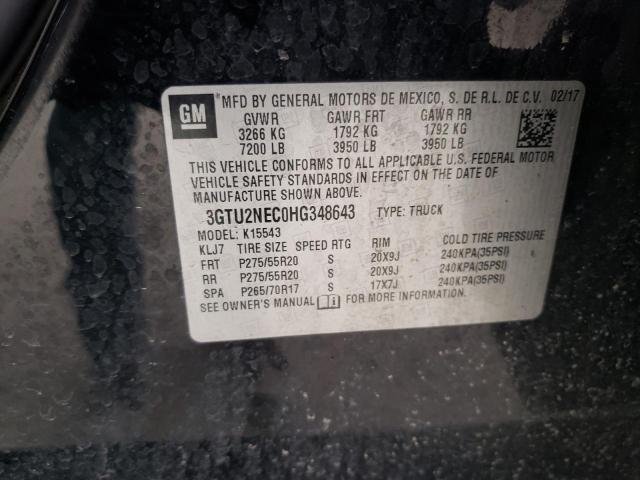 GM
MFD BY GENERAL MOTORS DE MEXICO, S. DE R.L. DE C.V. 02/17
GVWR GAWR FRT GAWR RR
3266 KG 1792 KG 1792 KG
7200 LB 3950 LB 3950 LB
THIS VEHICLE CONFORMS TO ALL APPLICABLE U.S. FEDERAL MOTOR
VEHICLE SAFETY STANDARDS IN EFFECT ON THE DATE OF
MANUFACTURE SHOWN ABOVE.
3GTU2NEC0HG348643 TYPE: TRUCK
MODEL: K15543
KLJ7 TIRE SIZE SPEED RTG RIM COLD TIRE PRESSURE
FRT P275/55R20 S 20X9J 240KPA(35PSI)
RR P275/55R20 S 20X9J 240KPA(35PSI)
SPA P265/70R17 S 17X7J 240KPA(35PSI)
SEE OWNER'S MANUAL i FOR MORE INFORMATION.